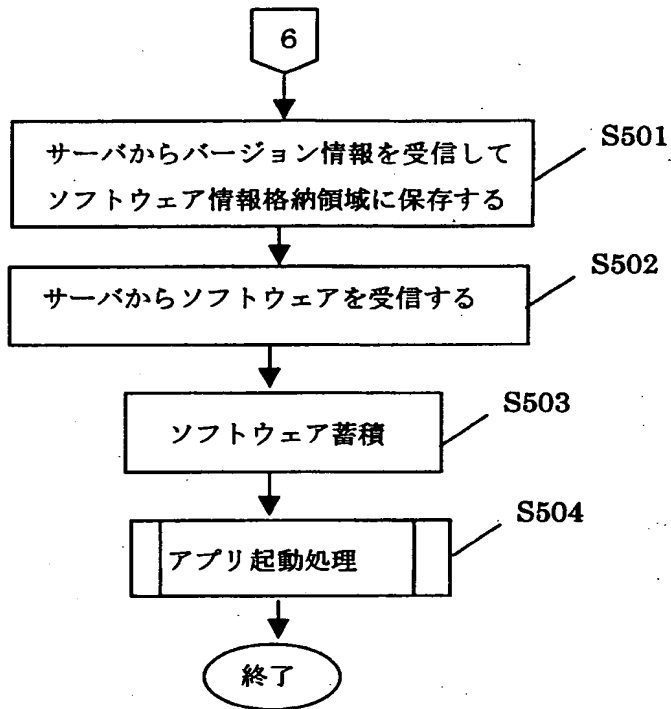 6
サーバからバージョン情報を受信して
ソフトウェア情報格納領域に保存する
S501
サーバからソフトウェアを受信する
S502
ソフトウェア蓄積
S503
アプリ起動処理
S504
終了